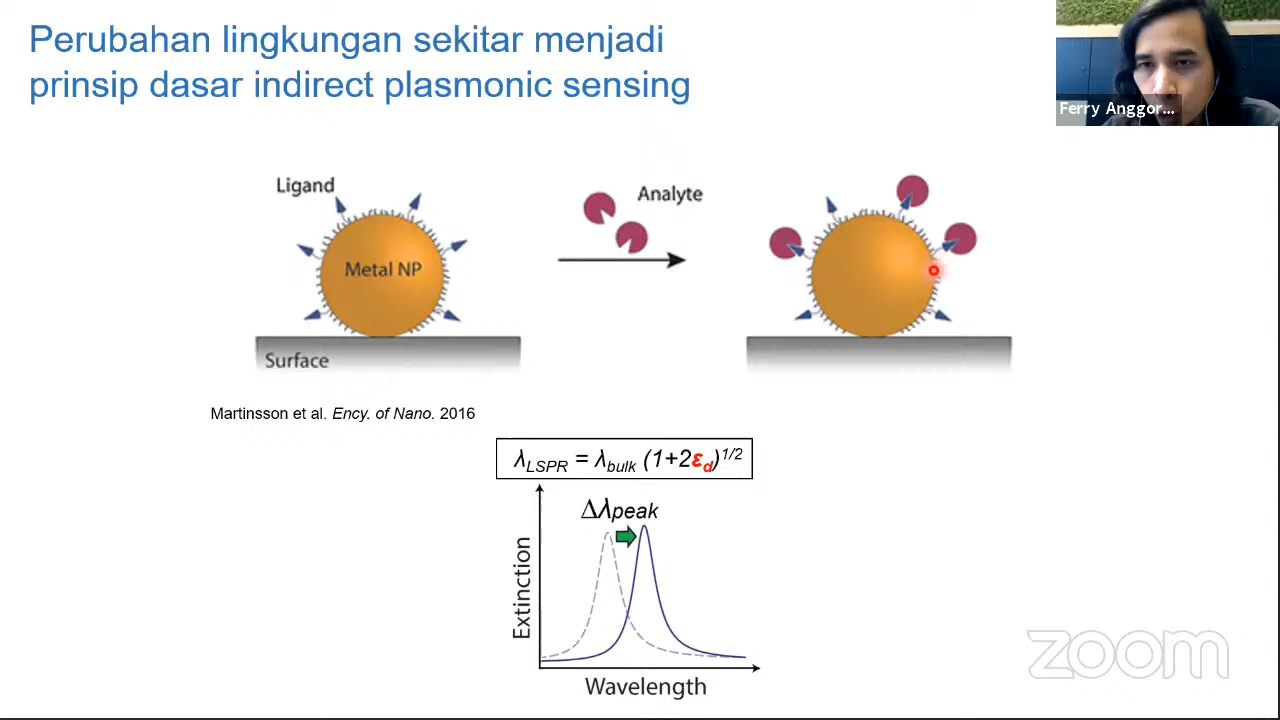 Perubahan lingkungan sekitar menjadi
prinsip dasar indirect plasmonic sensing
Ferry Anggor...
Ligand
Analyte
Metal NP
Surface
Martinsson et al. Ency. of Nano. 2016
λLSPR = λbulk (1+2εd)1/2
Δλpeak
Extinction
Wavelength
zoom